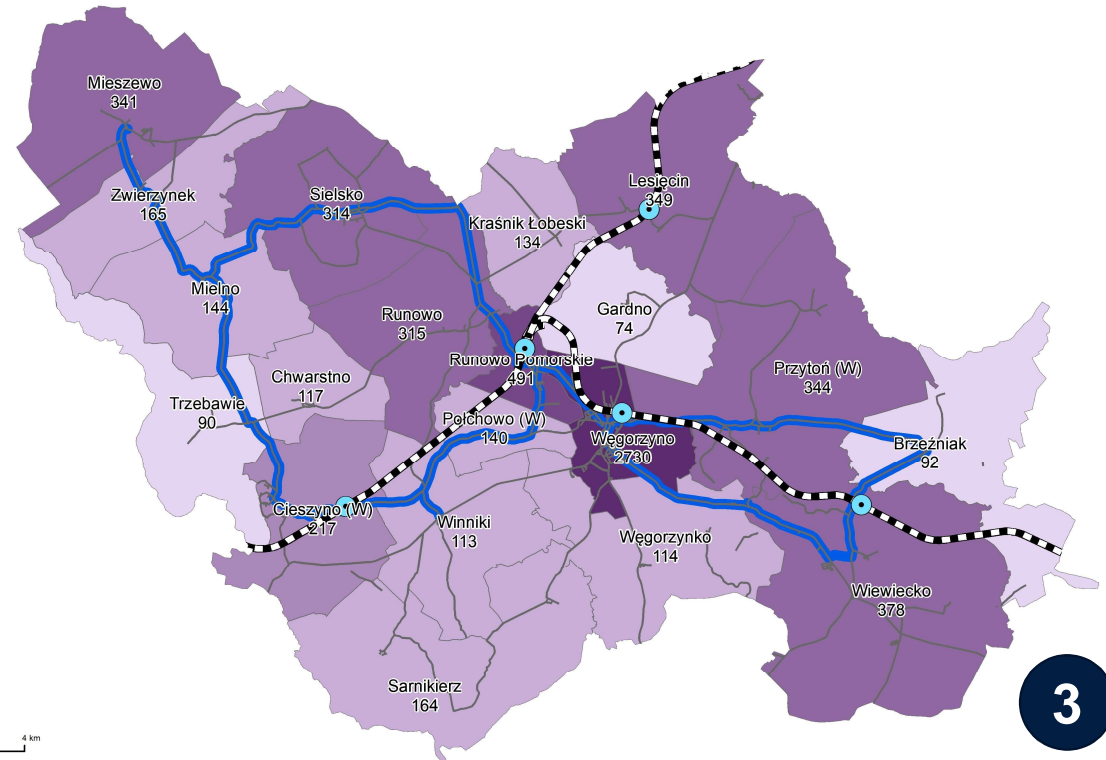 Mieszewo
341
Zwierzynek
165
Sielsko
314
Lesięcin
349
Kraśnik Łobeski
134
Mielno
144
Runowo
315
Gardno
74
Runowo Pomorskie
491
Przytoń (W)
344
Chwarstno
117
Trzebawie
90
Połchowo (W)
140
Węgorzyno
2730
Brzeźniak
92
Cieszyno (W)
217
Winniki
113
Węgorzynko
114
Wiewiecko
378
Sarnikierz
164
3
4 km